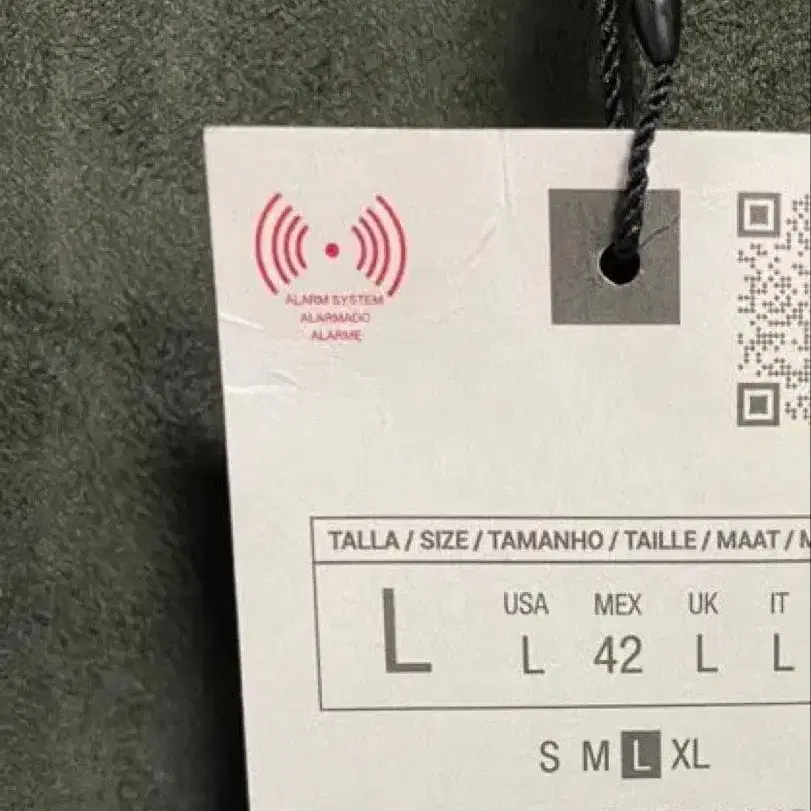 ALARM SYSTEM
ALARMADO
ALARME
TALLA / SIZE / TAMANHO / TAILLE / MAAT /
USA MEX UK IT
L L 42 L L
S M L XL